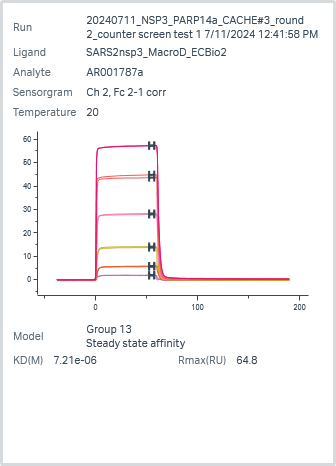 Run 20240711_NSP3_PARP14a_CACHE#3_round
2_counter screen test 1 7/11/2024 12:41:58 PM
Ligand SARS2nsp3_MacroD_ECBio2
Analyte AR001787a
Sensorgram Ch 2, Fc 2-1 corr
Temperature 20
60
50
40
30
20
10
0
0 100 200
Model Group 13
Steady state affinity
KD(M) 7.21e-06 Rmax(RU) 64.8